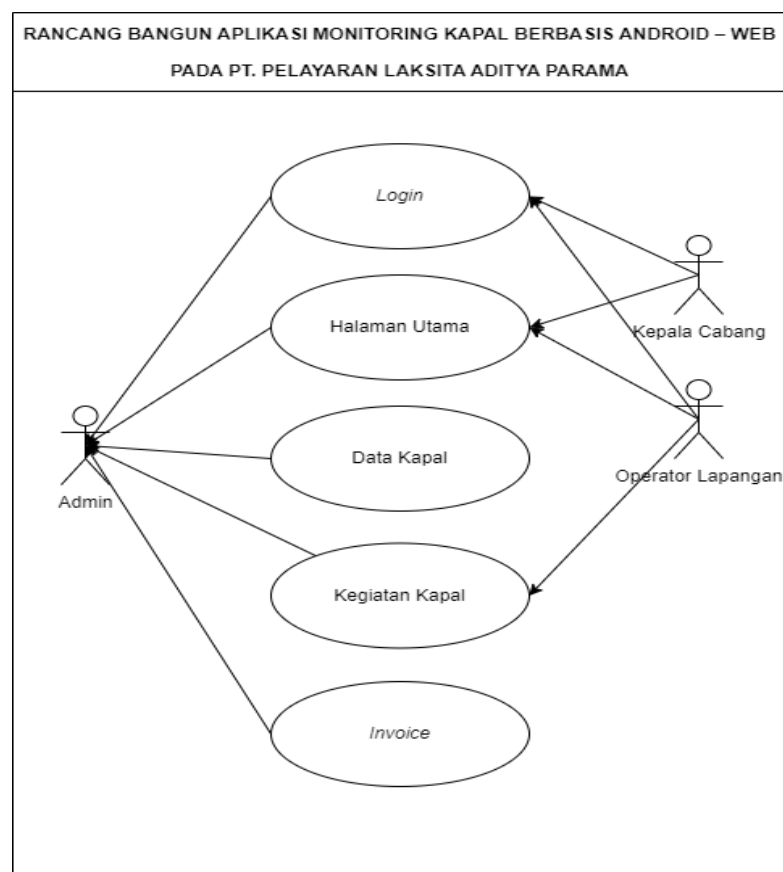 RANCANG BANGUN APLIKASI MONITORING KAPAL BERBASIS ANDROID – WEB
PADA PT. PELAYARAN LAKSITA ADITYA PARAMA
Login
Halaman Utama
Kepala Cabang
Data Kapal
Operator Lapangan
Admin
Kegiatan Kapal
Invoice